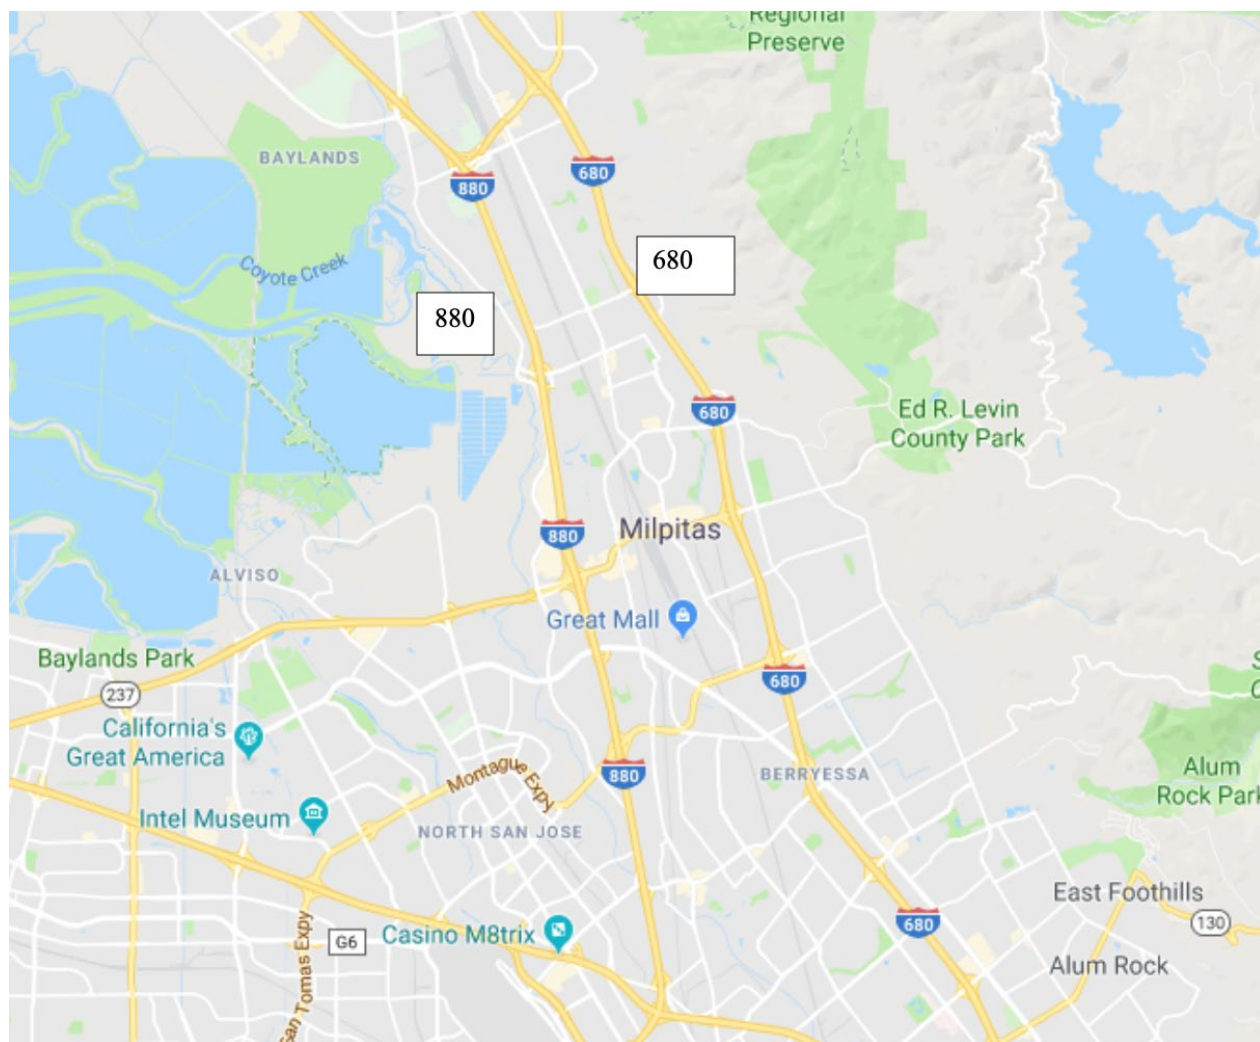 Regional
Preserve
BAYLANDS
680
880
680
Coyote Creek
880
680
Ed R. Levin
County Park
Milpitas
880
ALVISO
Great Mall
Baylands Park
680
237
California's
Great America
Alum
Rock Park
BERRYESSA
880
Montague Expy
Intel Museum
NORTH SAN JOSE
East Foothills
680
130
Casino M8trix
G6
Alum Rock
San Tomas Expy